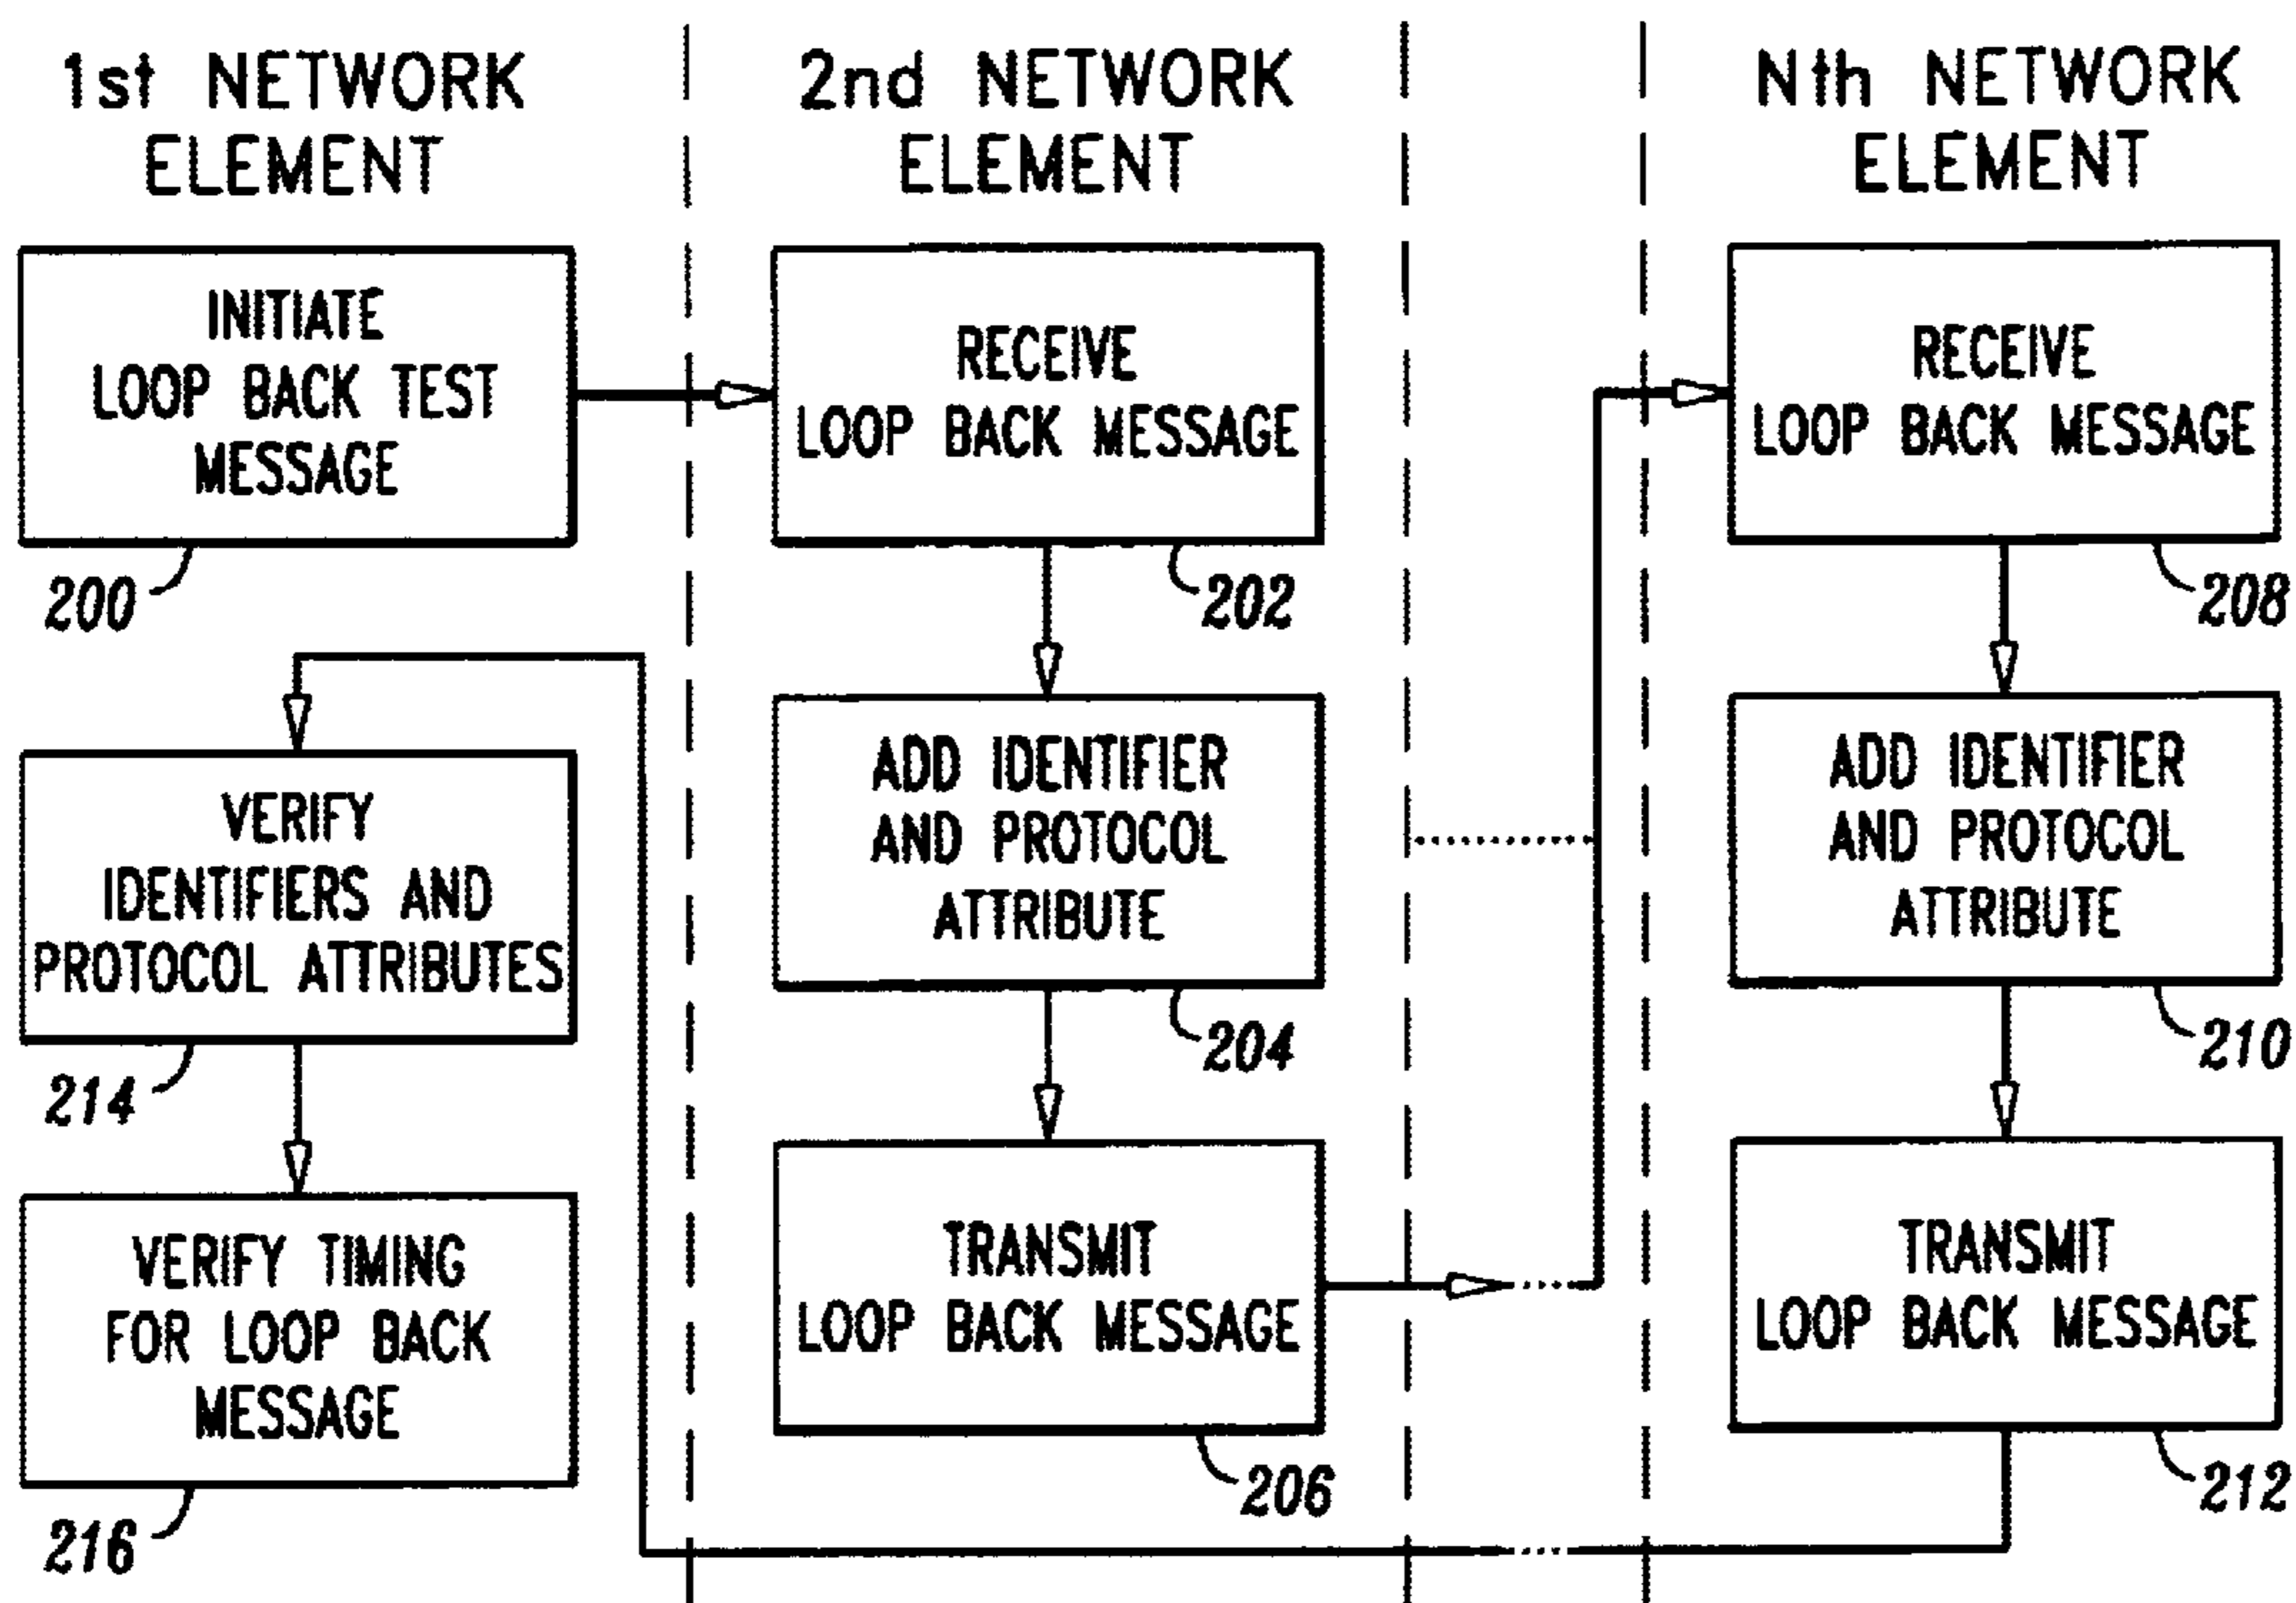 1st NETWORK
ELEMENT
INITIATE
LOOP BACK TEST
MESSAGE
200
VERIFY
IDENTIFIERS AND
PROTOCOL ATTRIBUTES
214
VERIFY TIMING
FOR LOOP BACK
MESSAGE
216
2nd NETWORK
ELEMENT
RECEIVE
LOOP BACK MESSAGE
202
ADD IDENTIFIER
AND PROTOCOL
ATTRIBUTE
204
TRANSMIT
LOOP BACK MESSAGE
206
Nth NETWORK
ELEMENT
RECEIVE
LOOP BACK MESSAGE
208
ADD IDENTIFIER
AND PROTOCOL
ATTRIBUTE
210
TRANSMIT
LOOP BACK MESSAGE
212